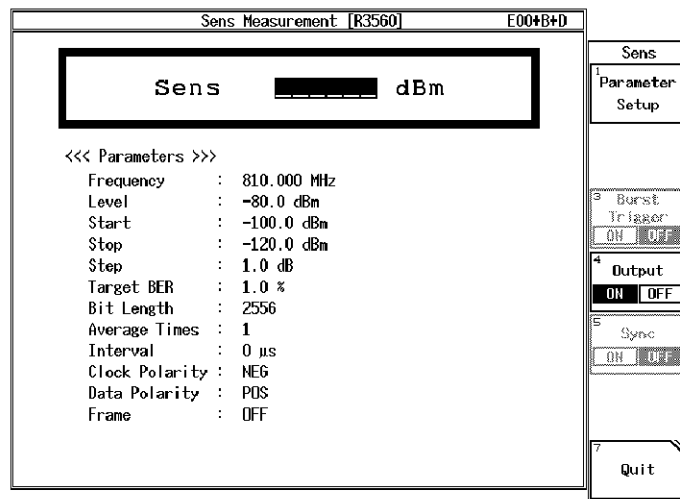 Sens Measurement [R3560] E00+B+D
Sens dBm
<<< Parameters >>>
Frequency : 810.000 MHz
Level : -80.0 dBm
Start : -100.0 dBm
Stop : -120.0 dBm
Step : 1.0 dB
Target BER : 1.0 %
Bit Length : 2556
Average Times : 1
Interval : 0 µs
Clock Polarity : NEG
Data Polarity : POS
Frame : OFF
Sens
1
Parameter
Setup
3
Burst
Trigger
ON OFF
4
Output
ON OFF
5
Sync
ON OFF
7
Quit